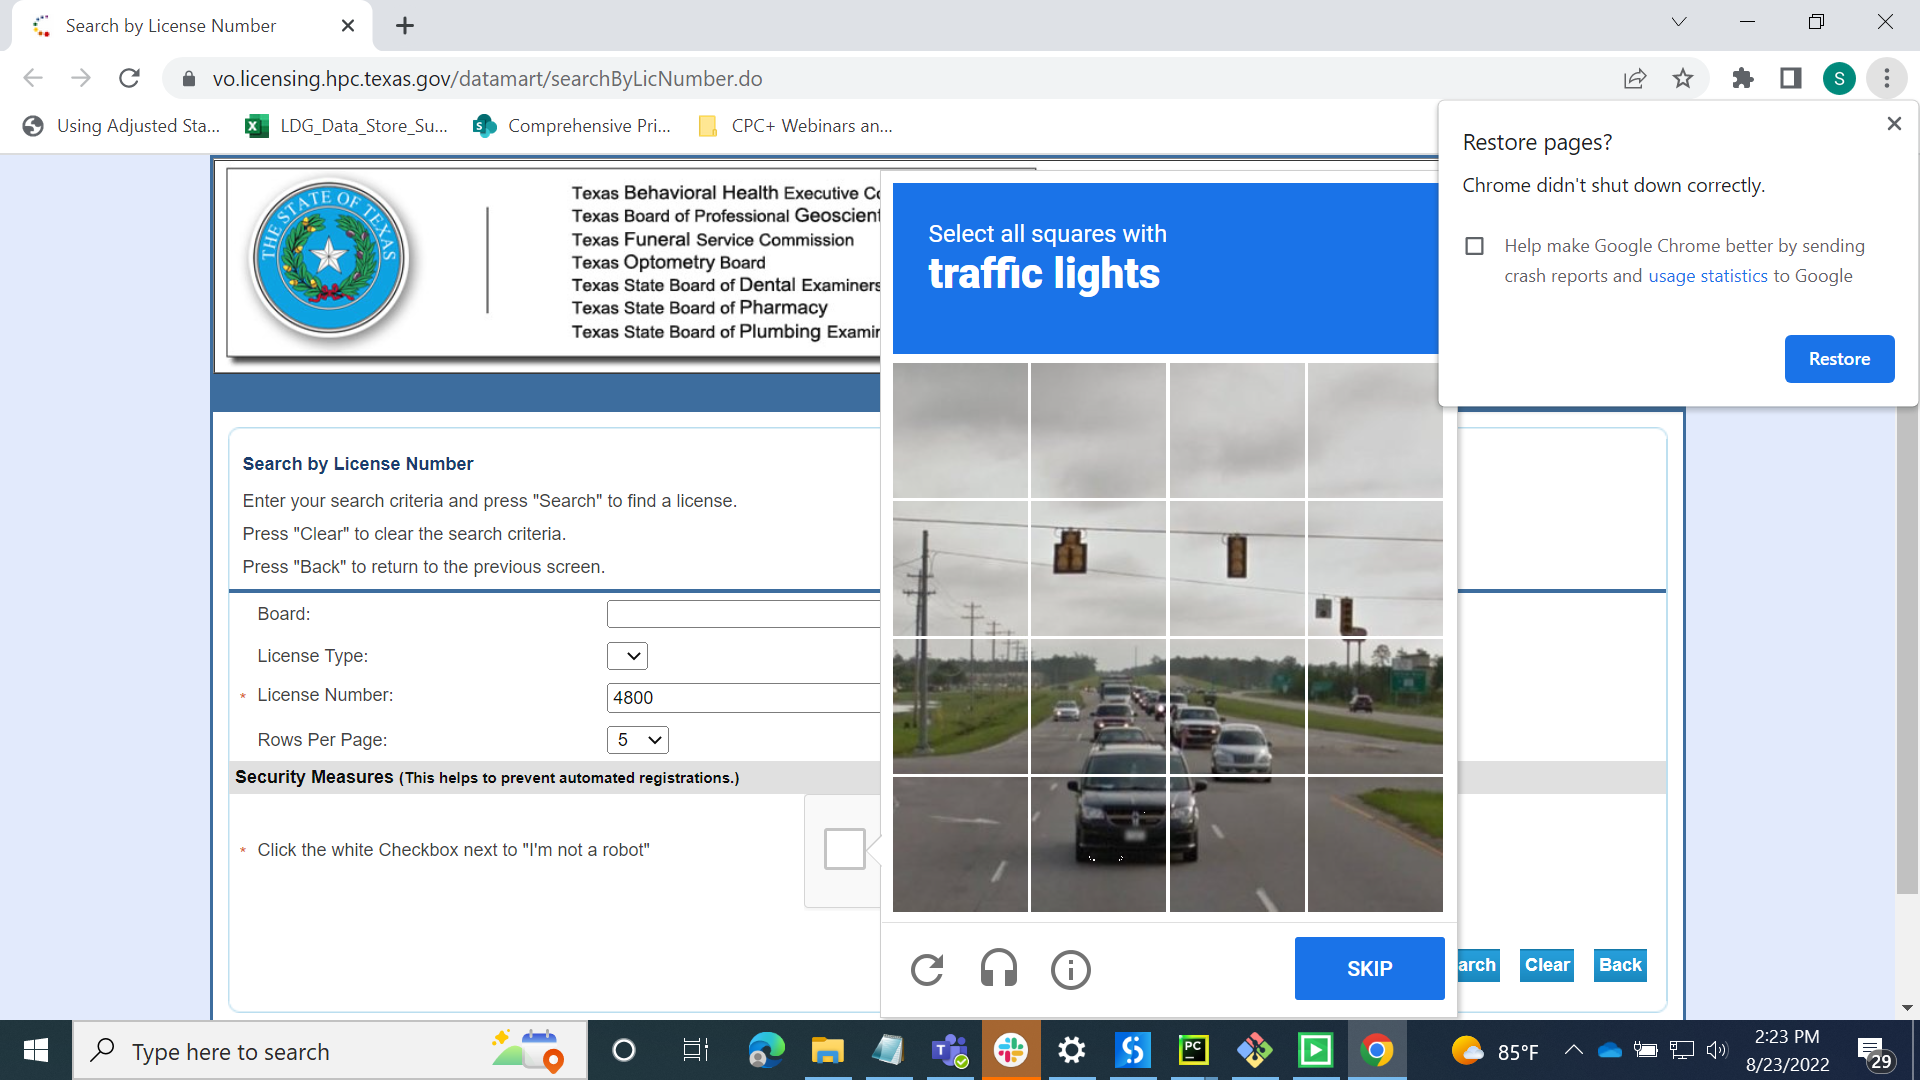 Search by License Number
vo.licensing.hpc.texas.gov/datamart/searchByLicNumber.do
S
Using Adjusted Sta...
LDG_Data_Store_Su...
Comprehensive Pri...
CPC+ Webinars an...
Restore pages?
Chrome didn't shut down correctly.
Help make Google Chrome better by sending
crash reports and usage statistics to Google
Restore
THE STATE OF TEXAS
Texas Behavioral Health Executive Co
Texas Board of Professional Geoscient
Texas Funeral Service Commission
Texas Optometry Board
Texas State Board of Dental Examiners
Texas State Board of Pharmacy
Texas State Board of Plumbing Examin
Select all squares with
traffic lights
Search by License Number
Enter your search criteria and press "Search" to find a license.
Press "Clear" to clear the search criteria.
Press "Back" to return to the previous screen.
Board:
License Type:
* License Number:
4800
Rows Per Page:
5
Security Measures (This helps to prevent automated registrations.)
* Click the white Checkbox next to "I'm not a robot"
SKIP
arch
Clear
Back
Type here to search
PC
85°F
2:23 PM
8/23/2022
29